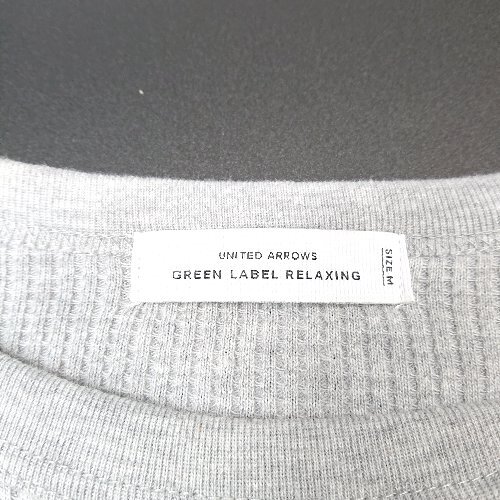 UNITED ARROWS
GREEN LABEL RELAXING
SIZE M